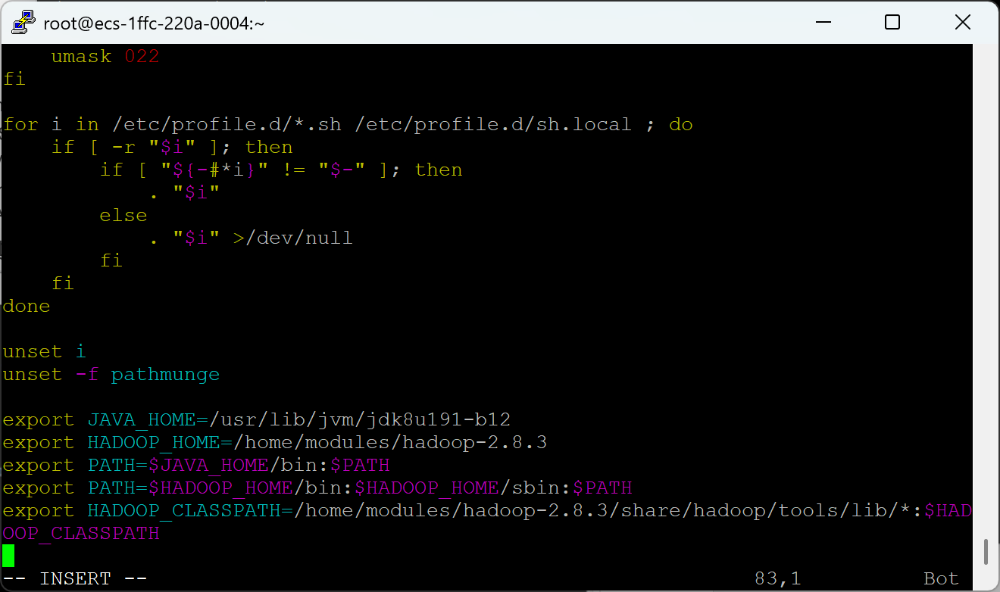 root@ecs-1ffc-220a-0004:~
    umask 022
fi

for i in /etc/profile.d/*.sh /etc/profile.d/sh.local ; do
    if [ -r "$i" ]; then
        if [ "${-#*i}" != "$-" ]; then
            . "$i"
        else
            . "$i" >/dev/null
        fi
    fi
done

unset i
unset -f pathmunge

export JAVA_HOME=/usr/lib/jvm/jdk8u191-b12
export HADOOP_HOME=/home/modules/hadoop-2.8.3
export PATH=$JAVA_HOME/bin:$PATH
export PATH=$HADOOP_HOME/bin:$HADOOP_HOME/sbin:$PATH
export HADOOP_CLASSPATH=/home/modules/hadoop-2.8.3/share/hadoop/tools/lib/*:$HAD
OOP_CLASSPATH

-- INSERT -- 83,1 Bot